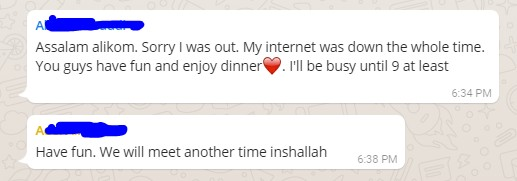 Assalam alikom. Sorry I was out. My internet was down the whole time.
You guys have fun and enjoy dinner❤️. I'll be busy until 9 at least
6:34 PM
Have fun. We will meet another time inshallah
6:38 PM